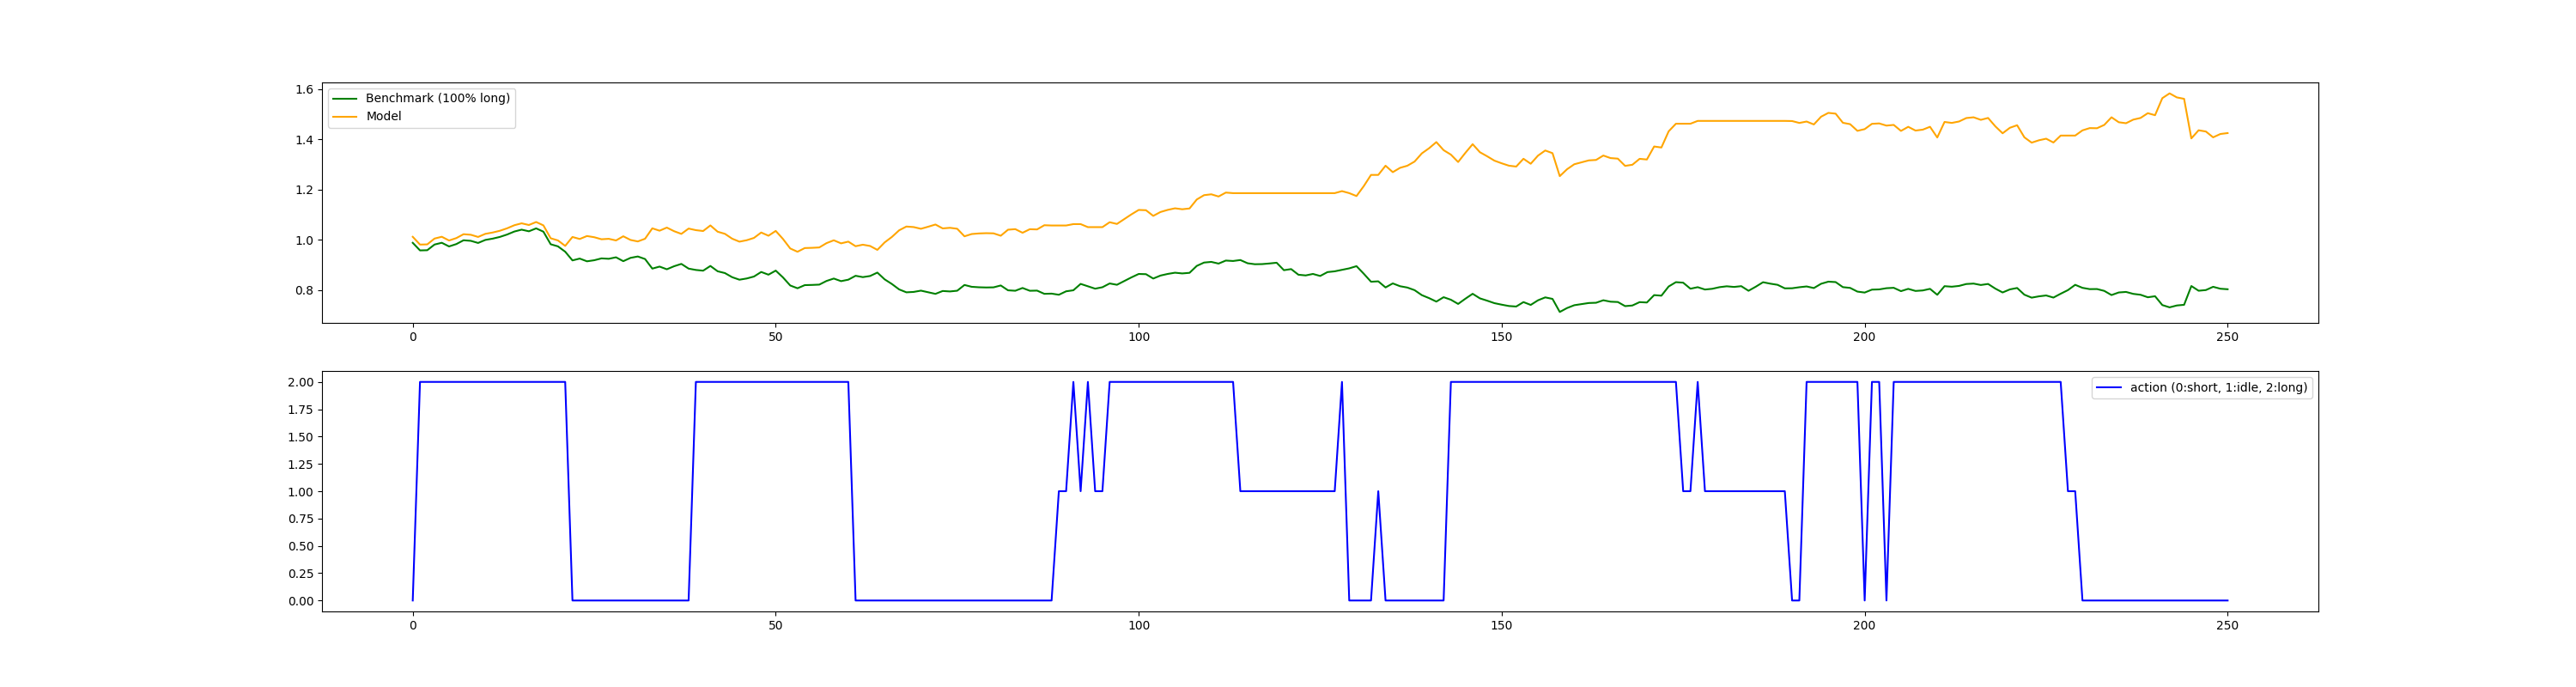 1.6
1.4
1.2
1.0
0.8
Benchmark (100% long)
Model
0 50 100 150 200 250
2.00
1.75
1.50
1.25
1.00
0.75
0.50
0.25
0.00
action (0:short, 1:idle, 2:long)
0 50 100 150 200 250